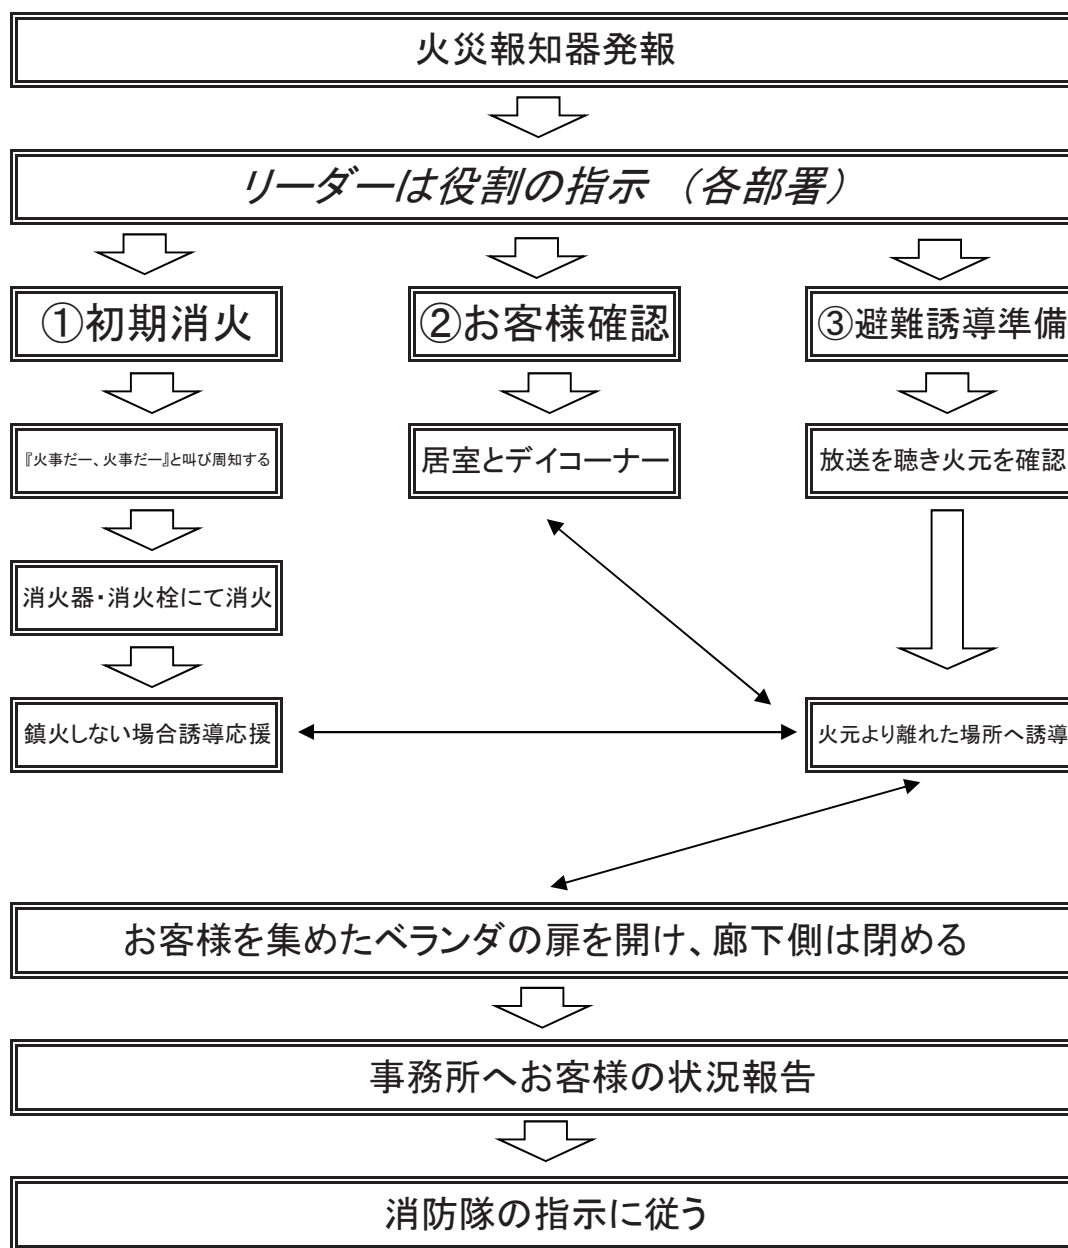 火災報知器発報
リーダーは役割の指示 （各部署）
①初期消火
②お客様確認
③避難誘導準備
『火事だー、火事だー』と叫び周知する
居室とデイコーナー
放送を聴き火元を確認
消火器・消火栓にて消火
鎮火しない場合誘導応援
火元より離れた場所へ誘導
お客様を集めたベランダの扉を開け、廊下側は閉める
事務所へお客様の状況報告
消防隊の指示に従う